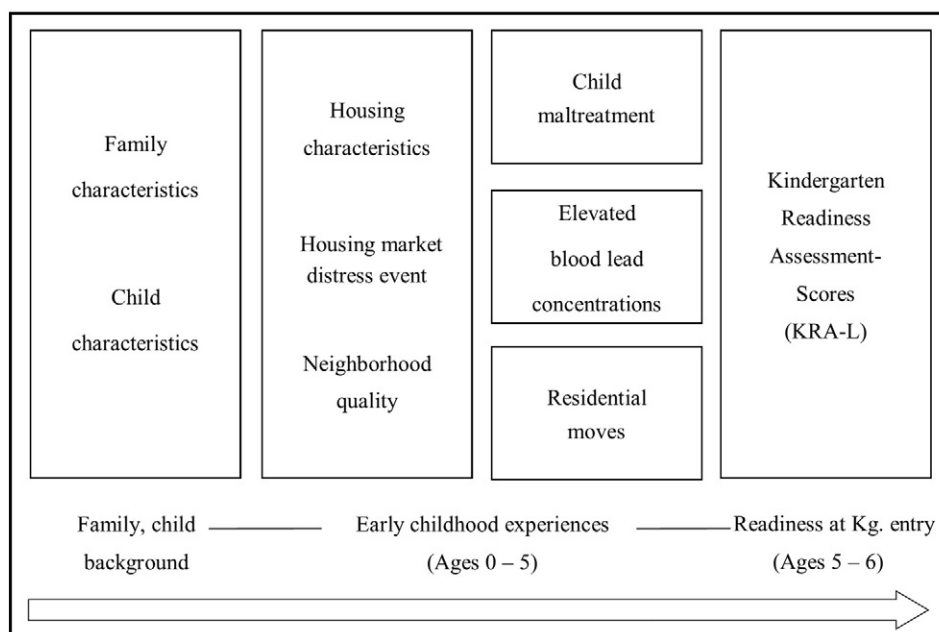 Family
characteristics
Child
characteristics
Housing
characteristics
Housing market
distress event
Neighborhood
quality
Child
maltreatment
Elevated
blood lead
concentrations
Residential
moves
Kindergarten
Readiness
Assessment-
Scores
(KRA-L)
Family, child
background
Early childhood experiences
(Ages 0 – 5)
Readiness at Kg. entry
(Ages 5 – 6)